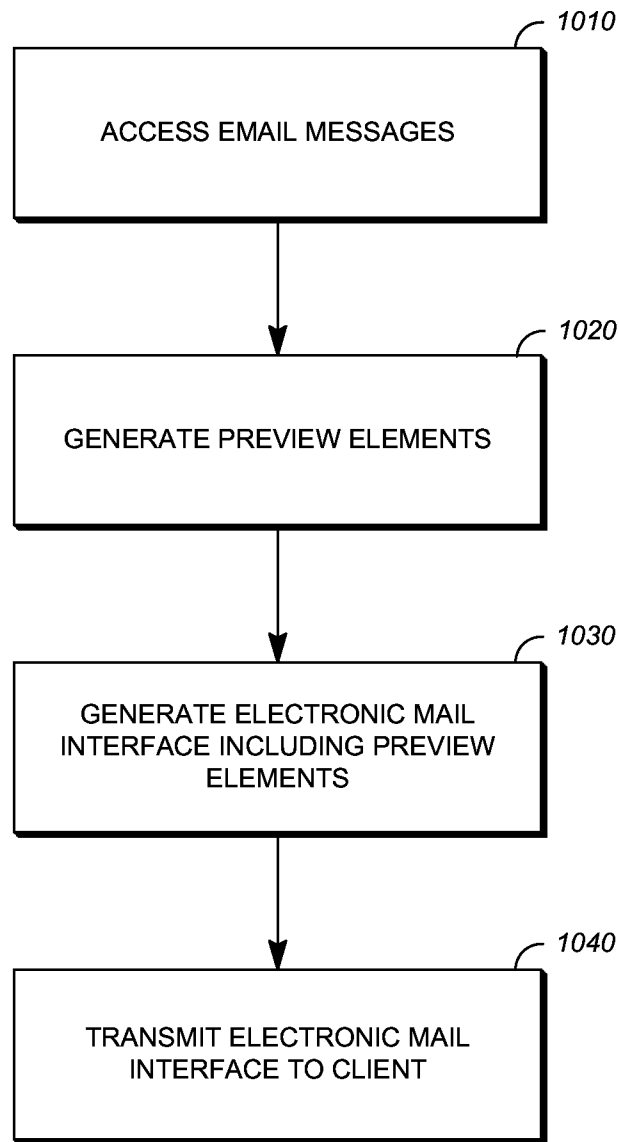 1010
ACCESS EMAIL MESSAGES
1020
GENERATE PREVIEW ELEMENTS
1030
GENERATE ELECTRONIC MAIL
INTERFACE INCLUDING PREVIEW
ELEMENTS
1040
TRANSMIT ELECTRONIC MAIL
INTERFACE TO CLIENT